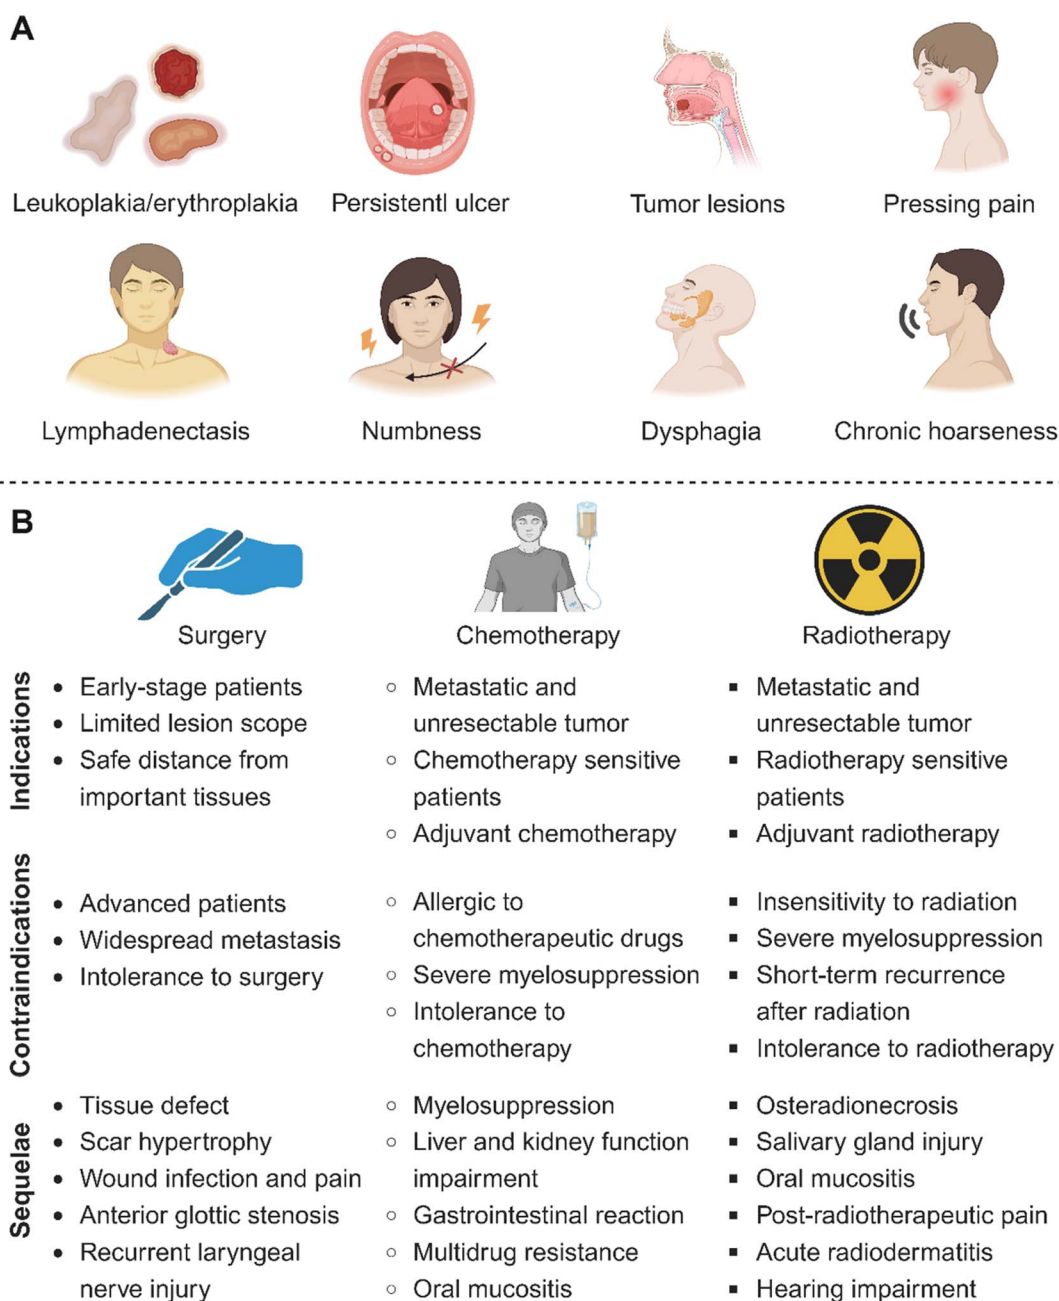 A
Leukoplakia/erythroplakia
Persistentl ulcer
Tumor lesions
Pressing pain
Lymphadenectasis
Numbness
Dysphagia
Chronic hoarseness
B
Surgery
Chemotherapy
Radiotherapy
Indications
• Early-stage patients
• Limited lesion scope
• Safe distance from
important tissues
○ Metastatic and
unresectable tumor
○ Chemotherapy sensitive
patients
○ Adjuvant chemotherapy
▪ Metastatic and
unresectable tumor
▪ Radiotherapy sensitive
patients
▪ Adjuvant radiotherapy
Contraindications
• Advanced patients
• Widespread metastasis
• Intolerance to surgery
○ Allergic to
chemotherapeutic drugs
○ Severe myelosuppression
○ Intolerance to
chemotherapy
▪ Insensitivity to radiation
▪ Severe myelosuppression
▪ Short-term recurrence
after radiation
▪ Intolerance to radiotherapy
Sequelae
• Tissue defect
• Scar hypertrophy
• Wound infection and pain
• Anterior glottic stenosis
• Recurrent laryngeal
nerve injury
○ Myelosuppression
○ Liver and kidney function
impairment
○ Gastrointestinal reaction
○ Multidrug resistance
○ Oral mucositis
▪ Osteradionecrosis
▪ Salivary gland injury
▪ Oral mucositis
▪ Post-radiotherapeutic pain
▪ Acute radiodermatitis
▪ Hearing impairment